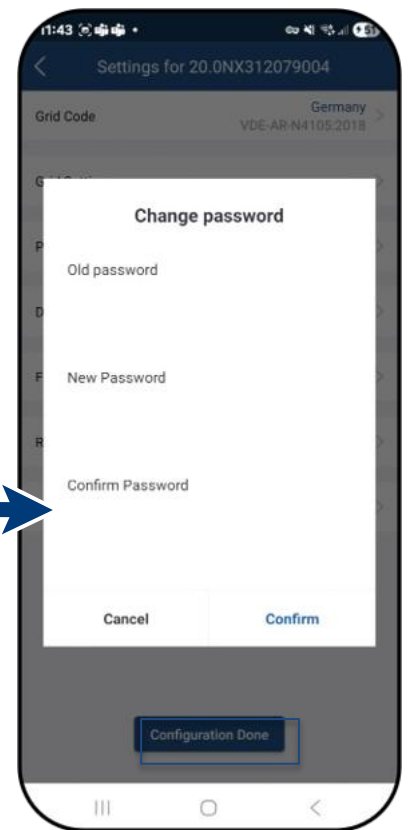 11:43
51
Settings for 20.0NX312079004
Grid Code
Germany
VDE-AR-N4105:2018
G
P
D
F
R
Change password
Old password
New Password
Confirm Password
Cancel
Confirm
Configuration Done